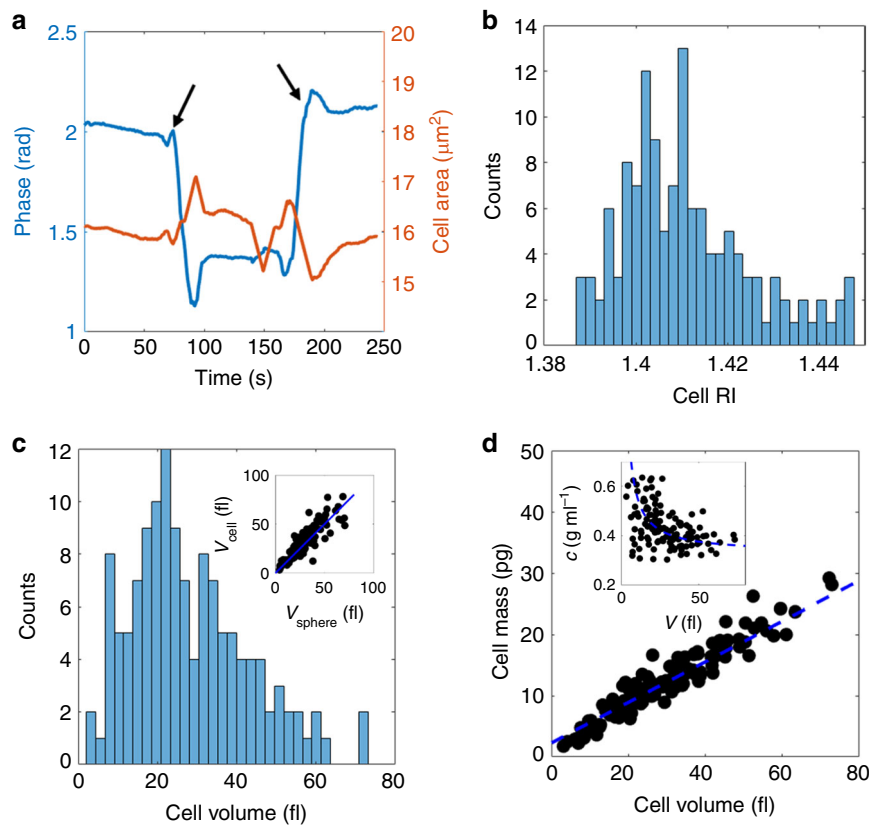 a
2.5
2
1.5
1
Phase (rad)
20
19
18
17
16
15
Cell area (μm²)
0 50 100 150 200 250
Time (s)
b
14
12
10
8
6
4
2
0
Counts
1.38 1.4 1.42 1.44
Cell RI
c
12
10
8
6
4
2
0
Counts
0 20 40 60 80
Cell volume (fl)
100
50
0
V cell (fl)
0 50 100
V sphere (fl)
d
50
40
30
20
10
0
Cell mass (pg)
0 20 40 60 80
Cell volume (fl)
0.6
0.4
0.2
c (g ml⁻¹)
0 50
V (fl)